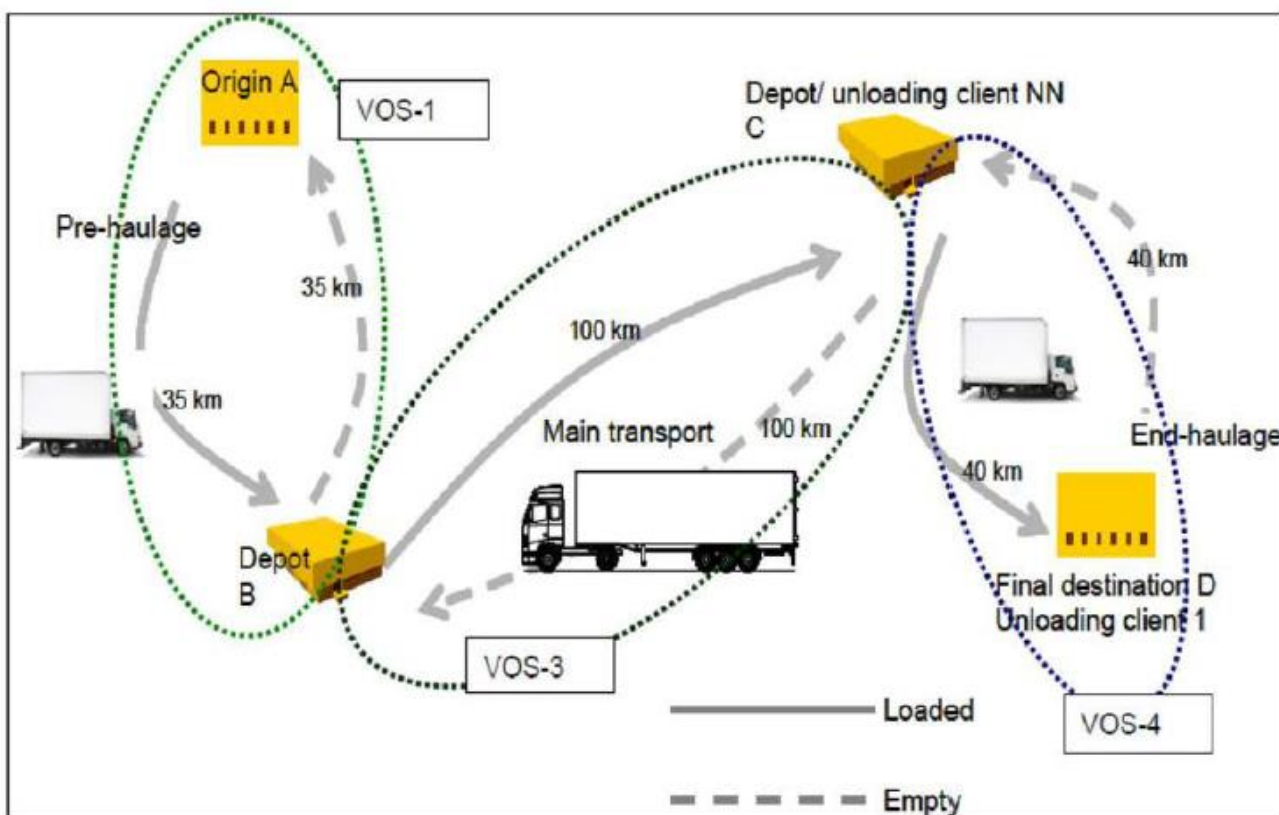 Origin A
VOS-1
Depot/ unloading client NN
C
Pre-haulage
35 km
40 km
100 km
35 km
Main transport
100 km
End-haulage
40 km
Depot
B
Final destination D
Unloading client 1
VOS-3
Loaded
VOS-4
Empty